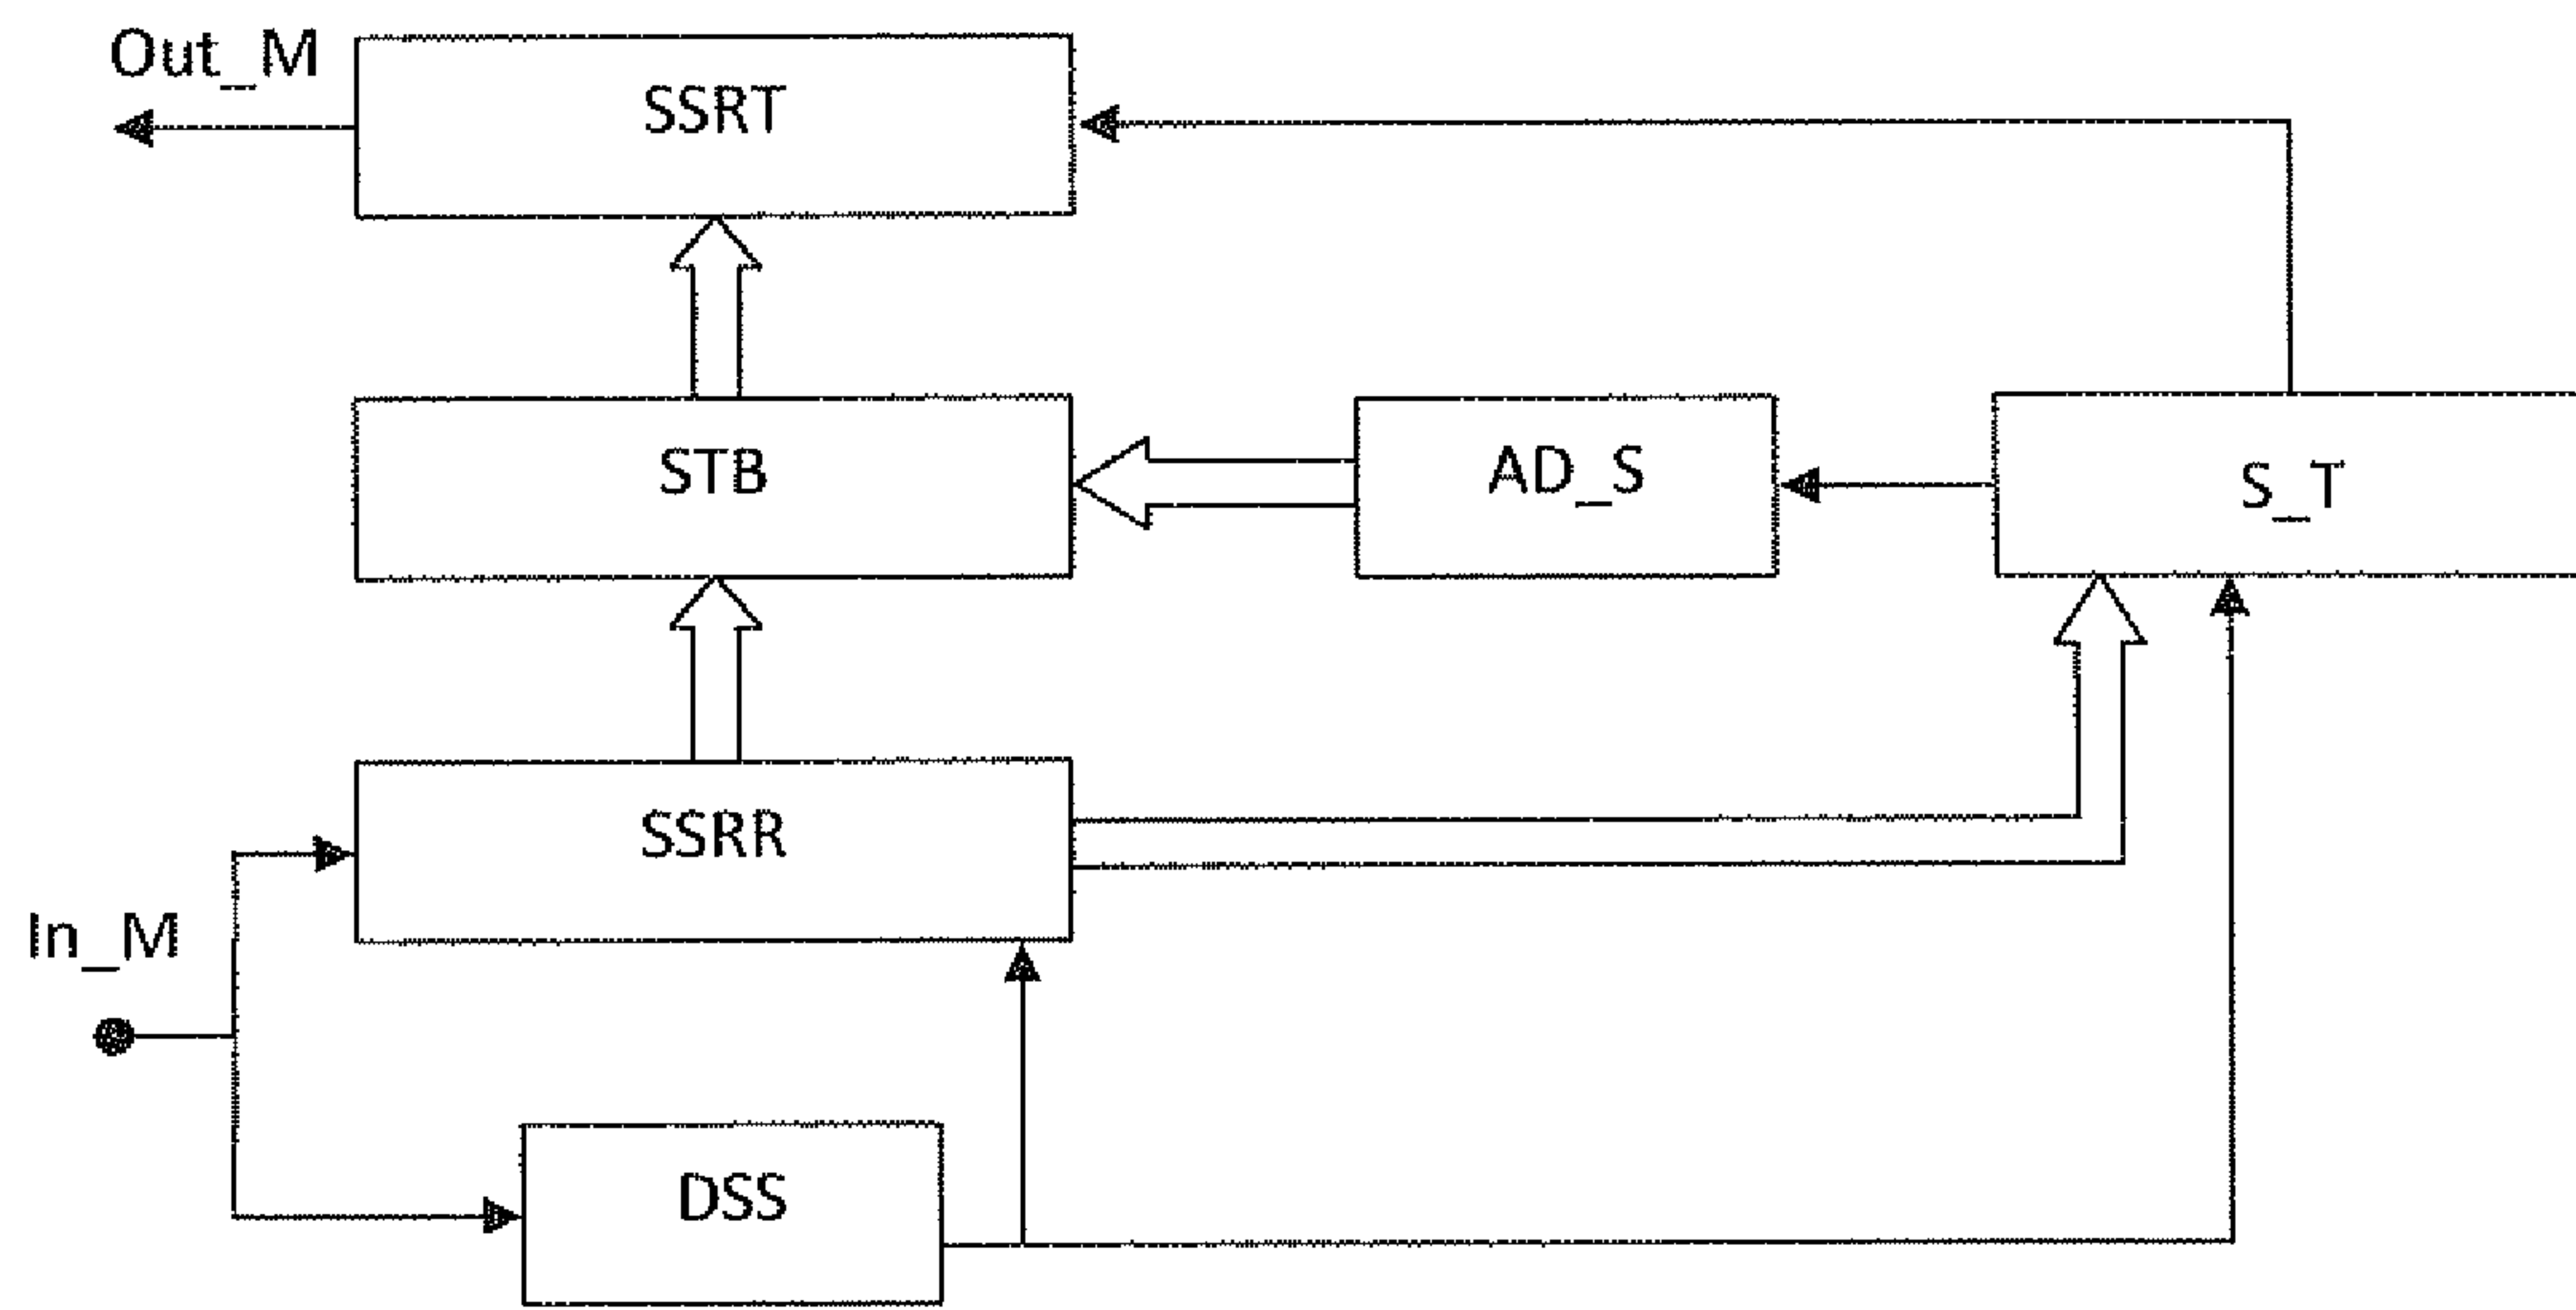 Out_M
SSRT
STB
AD_S
S_T
SSRR
In_M
DSS